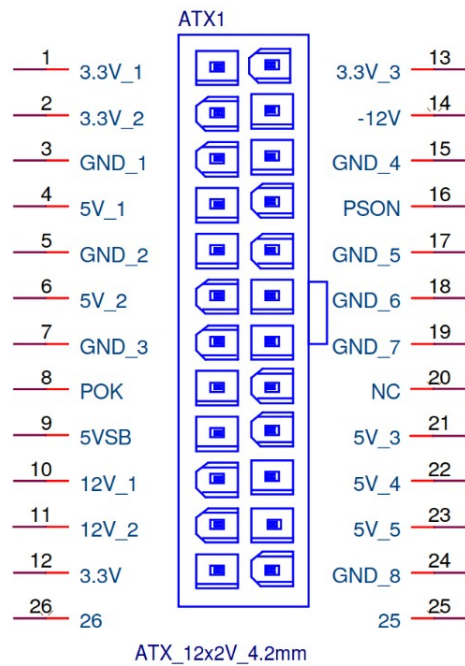 ATX1
1 3.3V_1 3.3V_3 13
2 3.3V_2 -12V 14
3 GND_1 GND_4 15
4 5V_1 PSON 16
5 GND_2 GND_5 17
6 5V_2 GND_6 18
7 GND_3 GND_7 19
8 POK NC 20
9 5VSB 5V_3 21
10 12V_1 5V_4 22
11 12V_2 5V_5 23
12 3.3V GND_8 24
26 26 25 25
ATX_12x2V_4.2mm